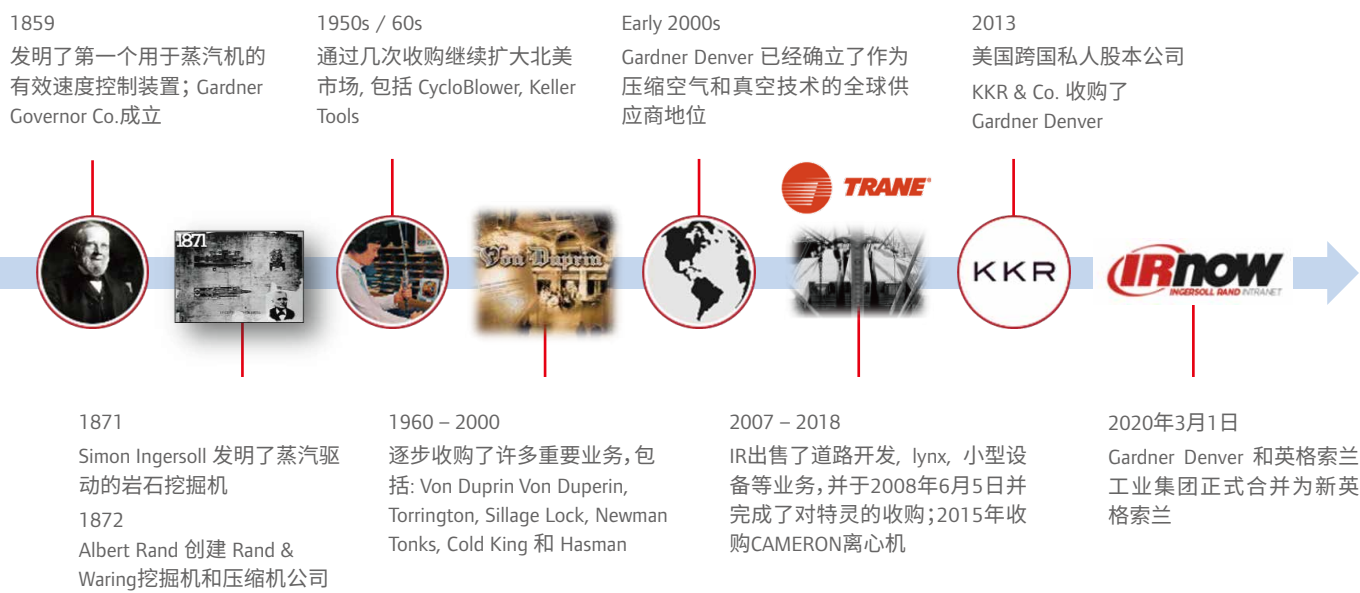 1859
发明了第一个用于蒸汽机的
有效速度控制装置；Gardner
Governor Co.成立
1950s / 60s
通过几次收购继续扩大北美
市场, 包括 CycloBlower, Keller
Tools
Early 2000s
Gardner Denver 已经确立了作为
压缩空气和真空技术的全球供
应商地位
2013
美国跨国私人股本公司
KKR & Co. 收购了
Gardner Denver
TRANE®
1871
Von Duprin
KKR
IRnow
INGERSOLL RAND INTRANET
1871
Simon Ingersoll 发明了蒸汽驱
动的岩石挖掘机
1872
Albert Rand 创建 Rand &
Waring挖掘机和压缩机公司
1960 – 2000
逐步收购了许多重要业务，包
括: Von Duprin Von Duperin,
Torrington, Sillage Lock, Newman
Tonks, Cold King 和 Hasman
2007 – 2018
IR出售了道路开发, lynx, 小型设
备等业务，并于2008年6月5日并
完成了对特灵的收购；2015年收
购CAMERON离心机
2020年3月1日
Gardner Denver 和英格索兰
工业集团正式合并为新英
格索兰